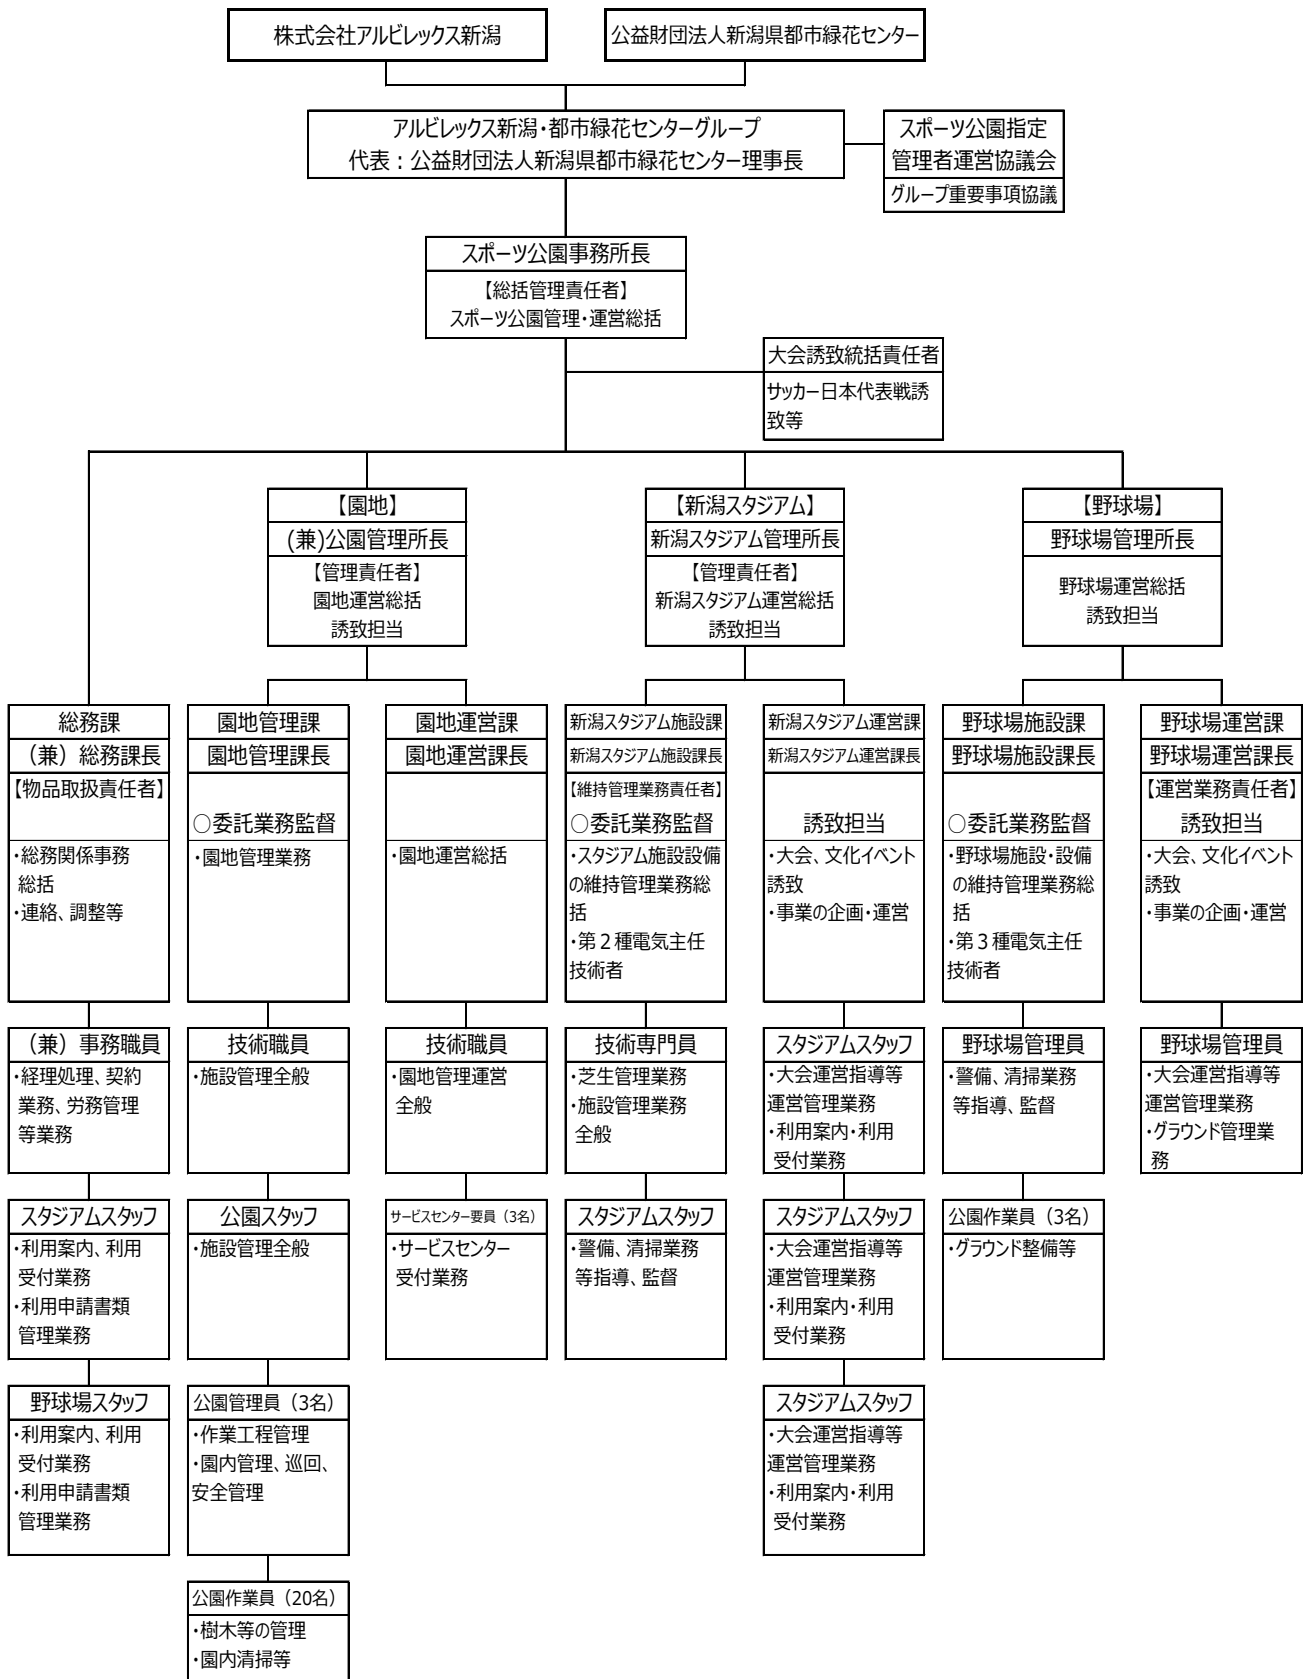 株式会社アルビレックス新潟
公益財団法人新潟県都市緑花センター
アルビレックス新潟・都市緑花センターグループ
代表：公益財団法人新潟県都市緑花センター理事長
スポーツ公園指定
管理者運営協議会
グループ重要事項協議
スポーツ公園事務所長
【総括管理責任者】
スポーツ公園管理・運営総括
大会誘致統括責任者
サッカー日本代表戦誘
致等
【園地】
(兼)公園管理所長
【管理責任者】
園地運営総括
誘致担当
【新潟スタジアム】
新潟スタジアム管理所長
【管理責任者】
新潟スタジアム運営総括
誘致担当
【野球場】
野球場管理所長
野球場運営総括
誘致担当
総務課
（兼）総務課長
【物品取扱責任者】
・総務関係事務
総括
・連絡、調整等
（兼）事務職員
・経理処理、契約
業務、労務管理
等業務
スタジアムスタッフ
・利用案内、利用
受付業務
・利用申請書類
管理業務
野球場スタッフ
・利用案内、利用
受付業務
・利用申請書類
管理業務
園地管理課
園地管理課長
○委託業務監督
・園地管理業務
技術職員
・施設管理全般
公園スタッフ
・施設管理全般
公園管理員（3名）
・作業工程管理
・園内管理、巡回、
安全管理
公園作業員（20名）
・樹木等の管理
・園内清掃等
園地運営課
園地運営課長
・園地運営総括
技術職員
・園地管理運営
全般
サービスセンター要員（3名）
・サービスセンター
受付業務
新潟スタジアム施設課
新潟スタジアム施設課長
【維持管理業務責任者】
○委託業務監督
・スタジアム施設設備
の維持管理業務総
括
・第２種電気主任
技術者
技術専門員
・芝生管理業務
・施設管理業務
全般
スタジアムスタッフ
・警備、清掃業務
等指導、監督
新潟スタジアム運営課
新潟スタジアム運営課長
誘致担当
・大会、文化イベント
誘致
・事業の企画・運営
スタジアムスタッフ
・大会運営指導等
運営管理業務
・利用案内・利用
受付業務
スタジアムスタッフ
・大会運営指導等
運営管理業務
・利用案内・利用
受付業務
スタジアムスタッフ
・大会運営指導等
運営管理業務
・利用案内・利用
受付業務
野球場施設課
野球場施設課長
○委託業務監督
・野球場施設・設備
の維持管理業務総
括
・第３種電気主任
技術者
野球場管理員
・警備、清掃業務
等指導、監督
公園作業員（3名）
・グラウンド整備等
野球場運営課
野球場運営課長
【運営業務責任者】
誘致担当
・大会、文化イベント
誘致
・事業の企画・運営
野球場管理員
・大会運営指導等
運営管理業務
・グラウンド管理業
務